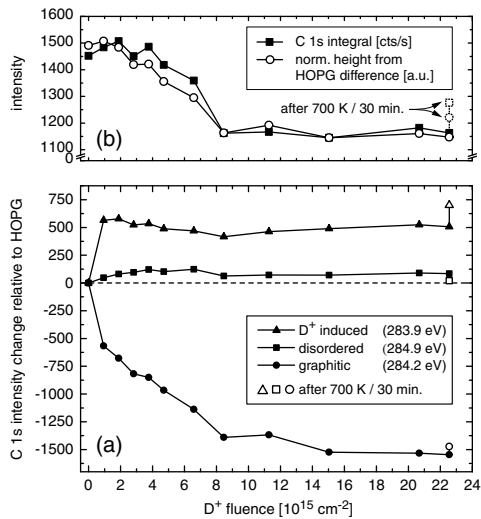 1600
1500
1400
1300
1200
1100
0
intensity
C 1s integral [cts/s]
norm. height from
HOPG difference [a.u.]
after 700 K / 30 min.
(b)
750
500
250
0
-250
-500
-750
-1000
-1250
-1500
C 1s intensity change relative to HOPG
D+ induced (283.9 eV)
disordered (284.9 eV)
graphitic (284.2 eV)
after 700 K / 30 min.
(a)
0 2 4 6 8 10 12 14 16 18 20 22 24
D+ fluence [10^15 cm^-2]